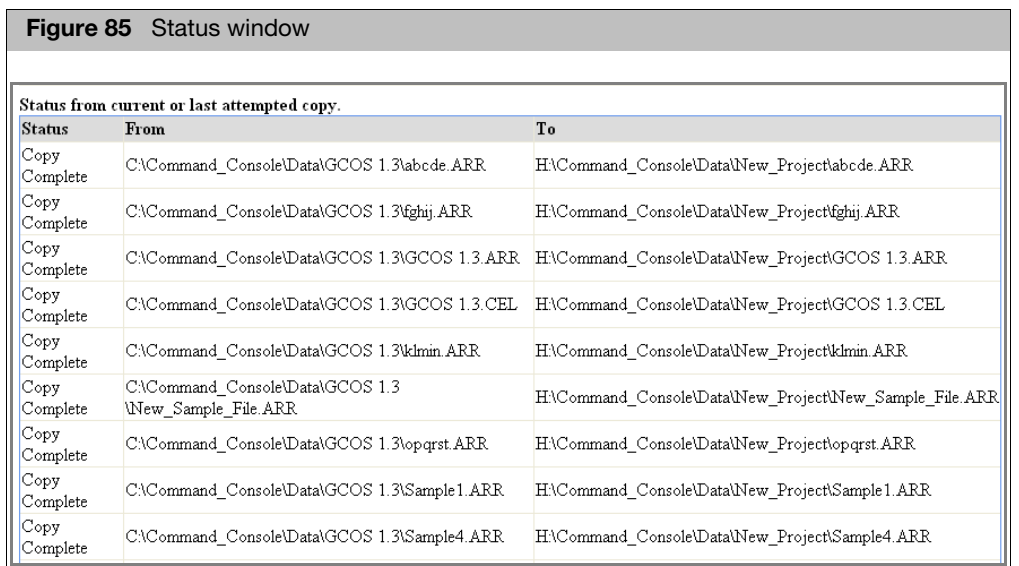 Figure 85 Status window
Status from current or last attempted copy.
Status From To
Copy Complete C:\Command_Console\Data\GCOS 1.3\abcde.ARR H:\Command_Console\Data\New_Project\abcde.ARR
Copy Complete C:\Command_Console\Data\GCOS 1.3\fghij.ARR H:\Command_Console\Data\New_Project\fghij.ARR
Copy Complete C:\Command_Console\Data\GCOS 1.3\GCOS 1.3.ARR H:\Command_Console\Data\New_Project\GCOS 1.3.ARR
Copy Complete C:\Command_Console\Data\GCOS 1.3\GCOS 1.3.CEL H:\Command_Console\Data\New_Project\GCOS 1.3.CEL
Copy Complete C:\Command_Console\Data\GCOS 1.3\klmin.ARR H:\Command_Console\Data\New_Project\klmin.ARR
Copy Complete C:\Command_Console\Data\GCOS 1.3\New_Sample_File.ARR H:\Command_Console\Data\New_Project\New_Sample_File.ARR
Copy Complete C:\Command_Console\Data\GCOS 1.3\opqrst.ARR H:\Command_Console\Data\New_Project\opqrst.ARR
Copy Complete C:\Command_Console\Data\GCOS 1.3\Sample1.ARR H:\Command_Console\Data\New_Project\Sample1.ARR
Copy Complete C:\Command_Console\Data\GCOS 1.3\Sample4.ARR H:\Command_Console\Data\New_Project\Sample4.ARR